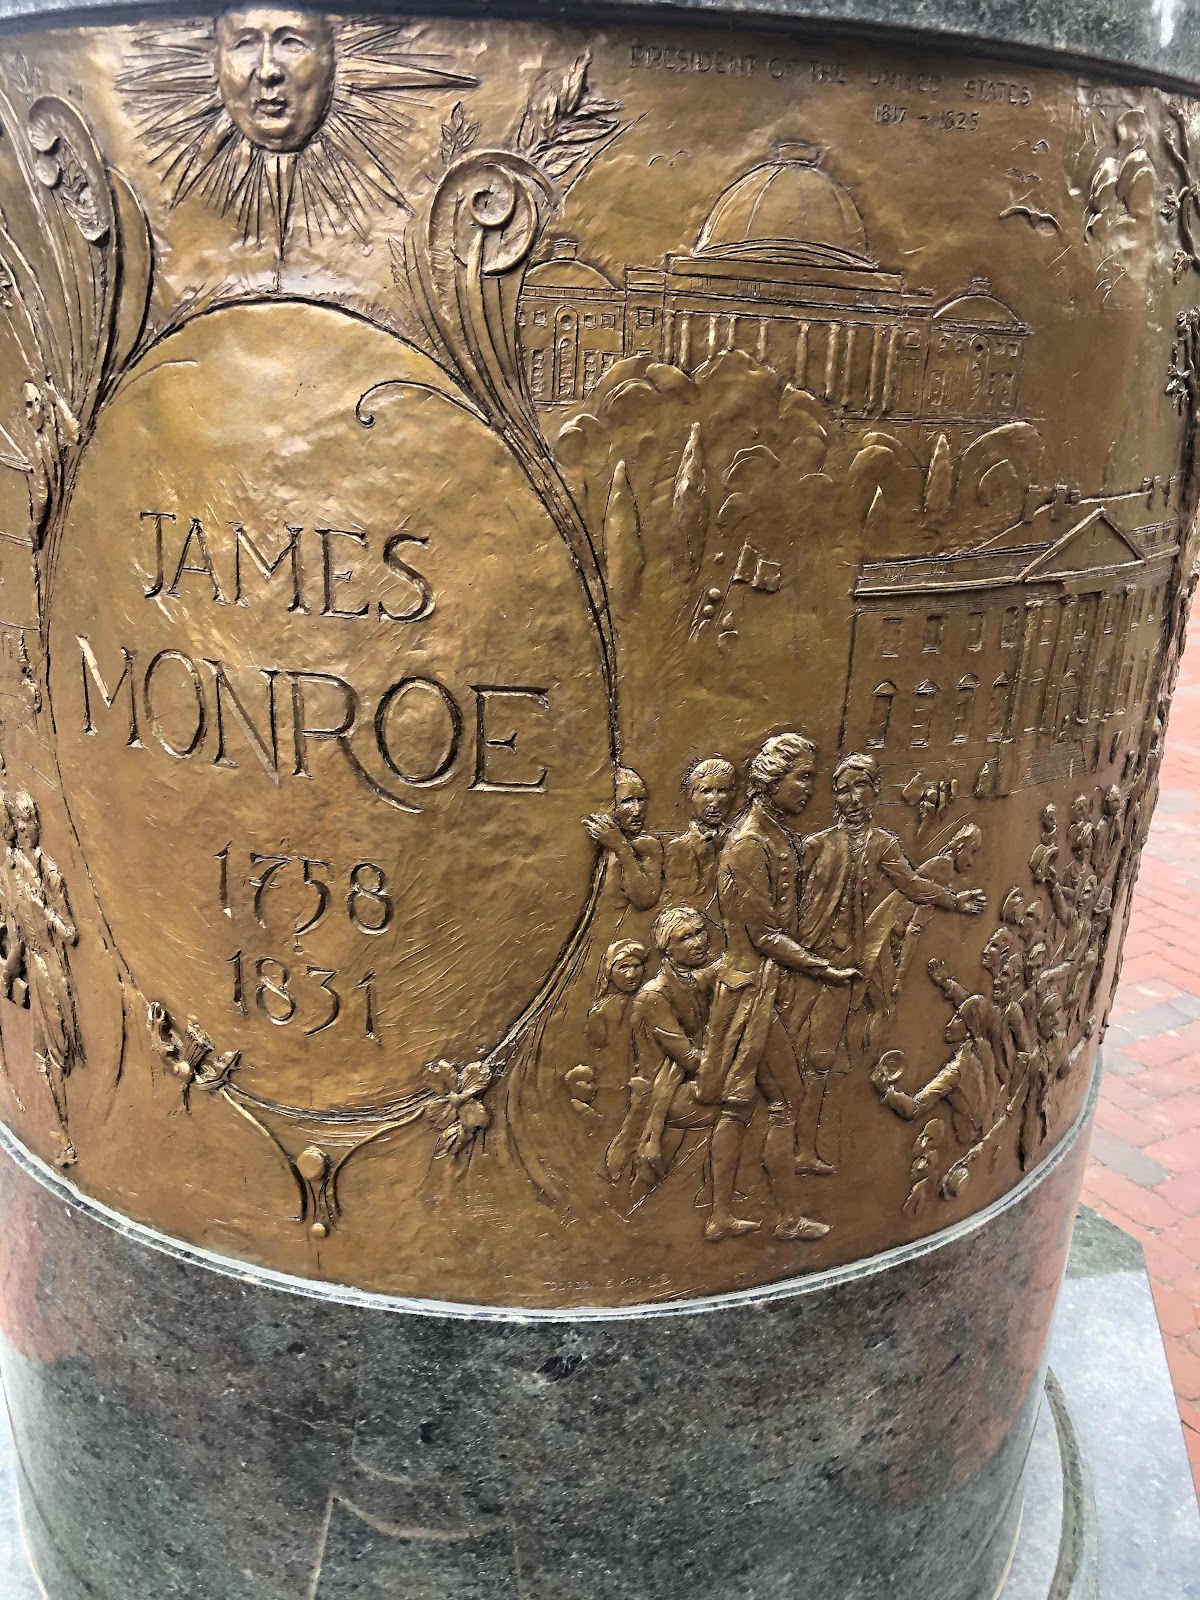 PRESIDENT OF THE UNITED STATES
1817 - 1825
JAMES
MONROE
1758
1831